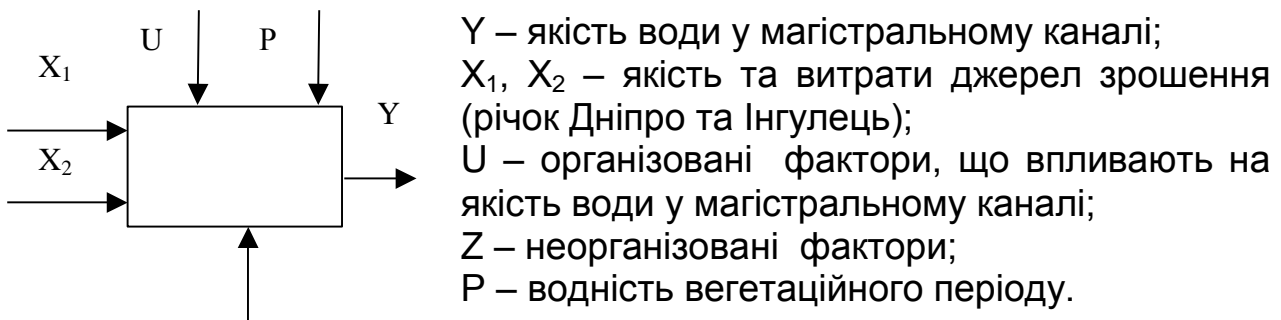 U P
X₁
Y
X₂
Y – якість води у магістральному каналі;
X₁, X₂ – якість та витрати джерел зрошення
(річок Дніпро та Інгулець);
U – організовані фактори, що впливають на
якість води у магістральному каналі;
Z – неорганізовані фактори;
P – водність вегетаційного періоду.